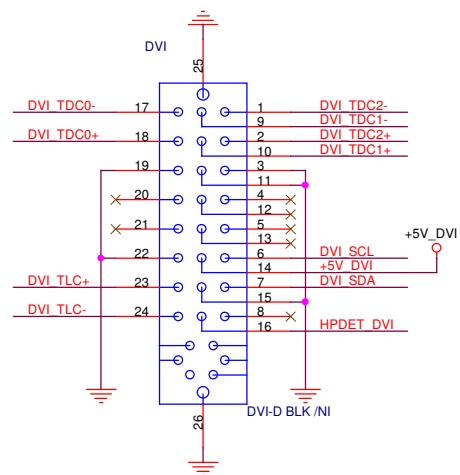 DVI
25
DVI_TDC0- 17 1 DVI_TDC2-
9 DVI_TDC1-
DVI_TDC0+ 18 2 DVI_TDC2+
10 DVI_TDC1+
19 3
11
20 4
12
21 5
13
+5V_DVI
22 6 DVI_SCL
14 +5V_DVI
DVI_TLC+ 23 7 DVI_SDA
15
DVI_TLC- 24 8
16 HPDET_DVI
DVI-D BLK /NI
26